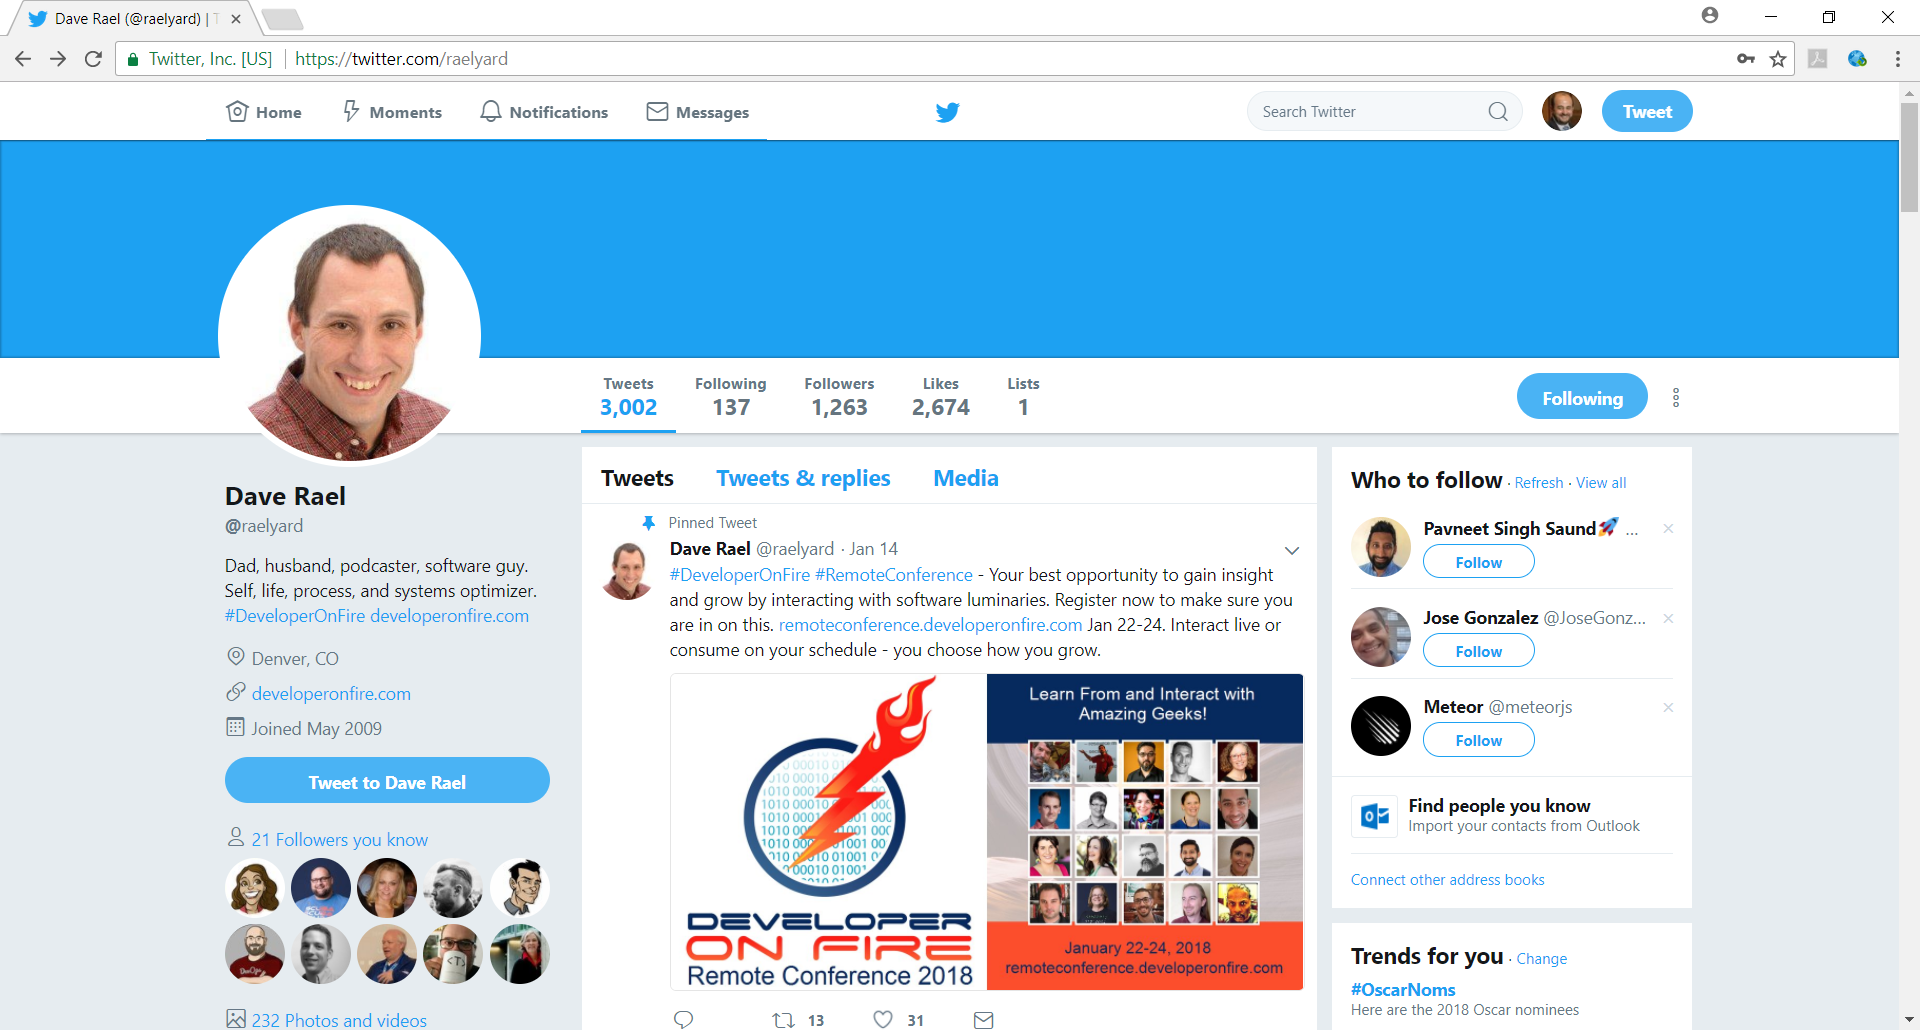 Dave Rael (@raelyard) | T
Twitter, Inc. [US]
https://twitter.com/raelyard
Home
Moments
Notifications
Messages
Search Twitter
Tweet
Tweets
3,002
Following
137
Followers
1,263
Likes
2,674
Lists
1
Following
Dave Rael
@raelyard
Dad, husband, podcaster, software guy.
Self, life, process, and systems optimizer.
#DeveloperOnFire developeronfire.com
Denver, CO
developeronfire.com
Joined May 2009
Tweet to Dave Rael
21 Followers you know
232 Photos and videos
Tweets
Tweets & replies
Media
Pinned Tweet
Dave Rael @raelyard · Jan 14
#DeveloperOnFire #RemoteConference - Your best opportunity to gain insight
and grow by interacting with software luminaries. Register now to make sure you
are in on this. remoteconference.developeronfire.com Jan 22-24. Interact live or
consume on your schedule - you choose how you grow.
DEVELOPER
ON FIRE
Remote Conference 2018
Learn From and Interact with
Amazing Geeks!
January 22-24, 2018
remoteconference.developeronfire.com
13
31
Who to follow · Refresh · View all
Pavneet Singh Saund🚀 ...
Follow
Jose Gonzalez @JoseGonz...
Follow
Meteor @meteorjs
Follow
Find people you know
Import your contacts from Outlook
Connect other address books
Trends for you · Change
#OscarNoms
Here are the 2018 Oscar nominees